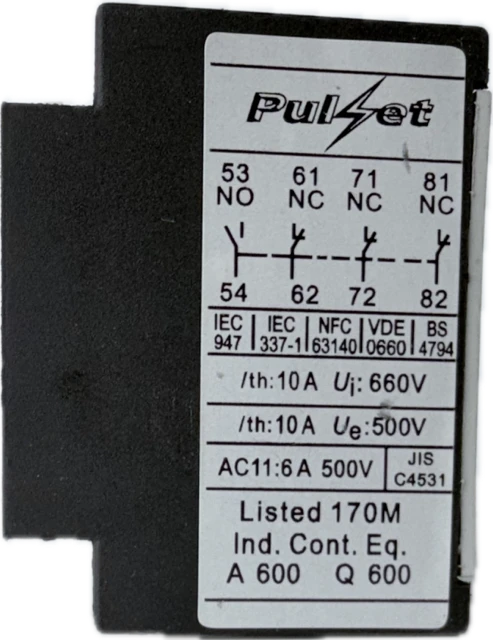 Pulset
53 61 71 81
NO NC NC NC
54 62 72 82
IEC IEC NFC VDE BS
947 337-1 63140 0660 4794
Ith:10A Ui: 660V
Ith:10A Ue:500V
AC11:6A 500V JIS
C4531
Listed 170M
Ind. Cont. Eq.
A 600 Q 600